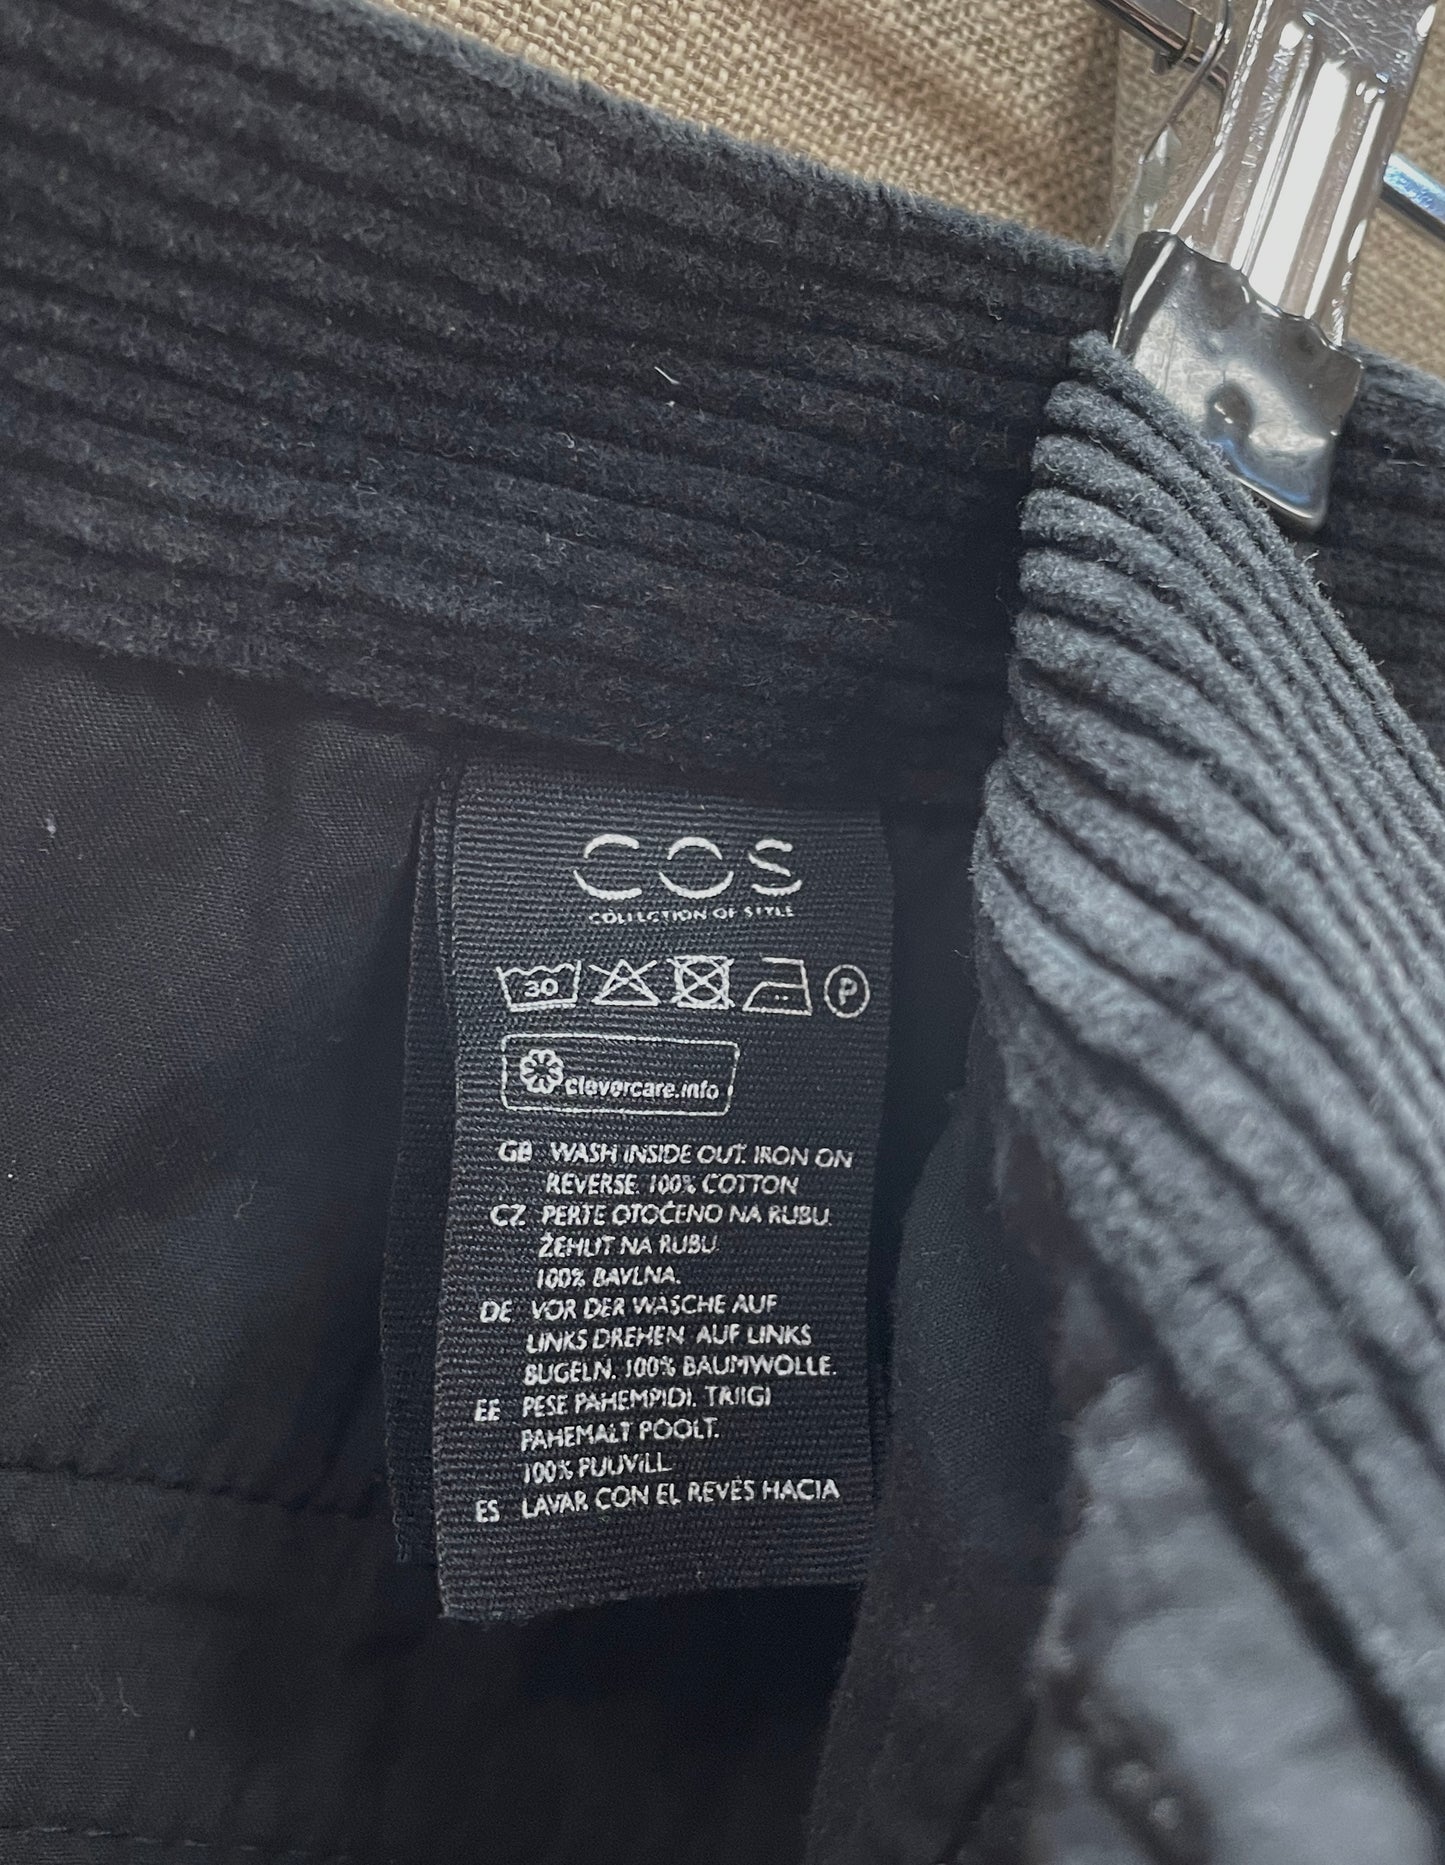 COS
COLLECTION OF STYLE
30
P
clevercare.info
GB WASH INSIDE OUT. IRON ON
REVERSE. 100% COTTON
CZ PERTE OTOČENO NA RUBU.
ŽEHLIT NA RUBU.
100% BAVLNA.
DE VOR DER WÄSCHE AUF
LINKS DREHEN. AUF LINKS
BÜGELN. 100% BAUMWOLLE.
EE PESE PAHEMPIDI. TRIIGI
PAHEMALT POOLT.
100% PUUVILL.
ES LAVAR CON EL REVÉS HACIA